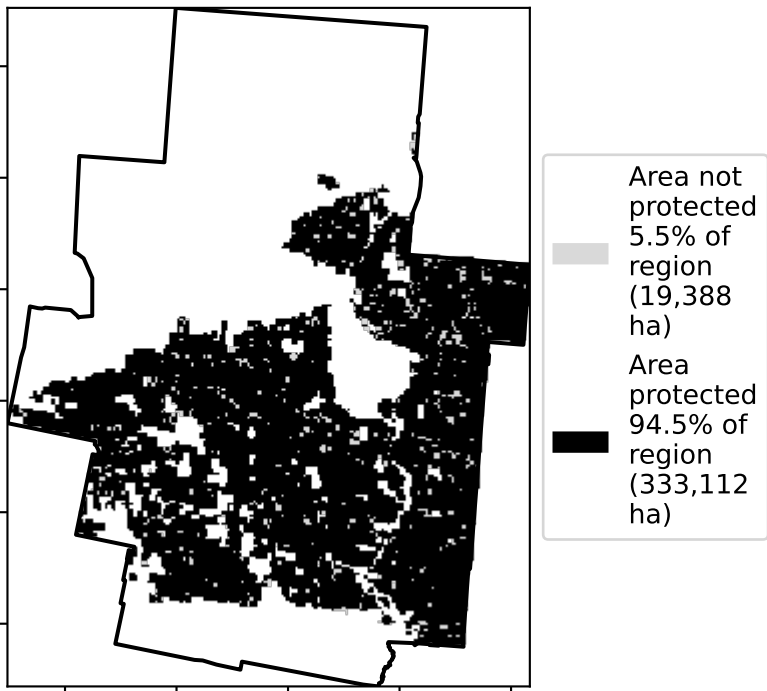 Area not
protected
5.5% of
region
(19,388
ha)
Area
protected
94.5% of
region
(333,112
ha)